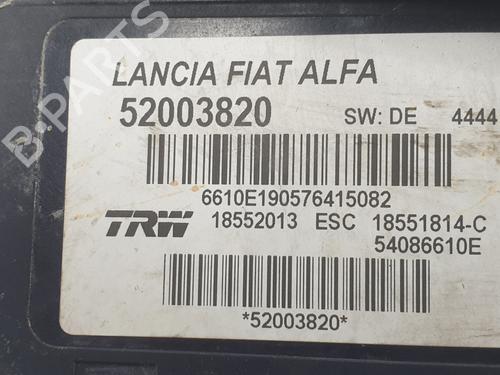 LANCIA FIAT ALFA
52003820 SW: DE 4444
6610E190576415082
TRW 18552013 ESC 18551814-C
54086610E
*52003820*
B-PARTS